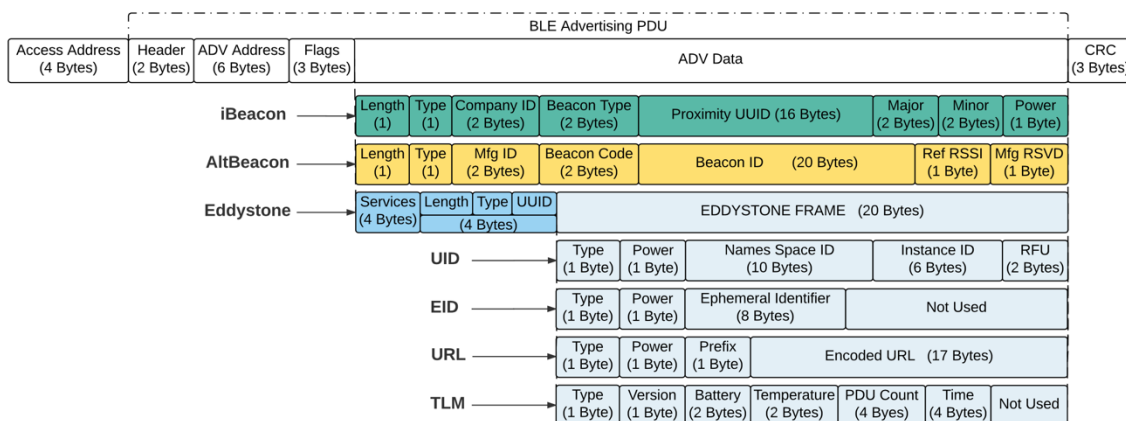 BLE Advertising PDU
Access Address Header ADV Address Flags ADV Data CRC
(4 Bytes) (2 Bytes) (6 Bytes) (3 Bytes) (3 Bytes)
iBeacon Length Type Company ID Beacon Type Proximity UUID (16 Bytes) Major Minor Power
(1) (1) (2 Bytes) (2 Bytes) (2 Bytes) (2 Bytes) (1 Byte)
AltBeacon Length Type Mfg ID Beacon Code Beacon ID (20 Bytes) Ref RSSI Mfg RSVD
(1) (1) (2 Bytes) (2 Bytes) (1 Byte) (1 Byte)
Eddystone Services Length Type UUID EDDYSTONE FRAME (20 Bytes)
(4 Bytes) (4 Bytes)
UID Type Power Names Space ID Instance ID RFU
(1 Byte) (1 Byte) (10 Bytes) (6 Bytes) (2 Bytes)
EID Type Power Ephemeral Identifier Not Used
(1 Byte) (1 Byte) (8 Bytes)
URL Type Power Prefix Encoded URL (17 Bytes)
(1 Byte) (1 Byte) (1 Byte)
TLM Type Version Battery Temperature PDU Count Time Not Used
(1 Byte) (1 Byte) (2 Bytes) (2 Bytes) (4 Byes) (4 Bytes)